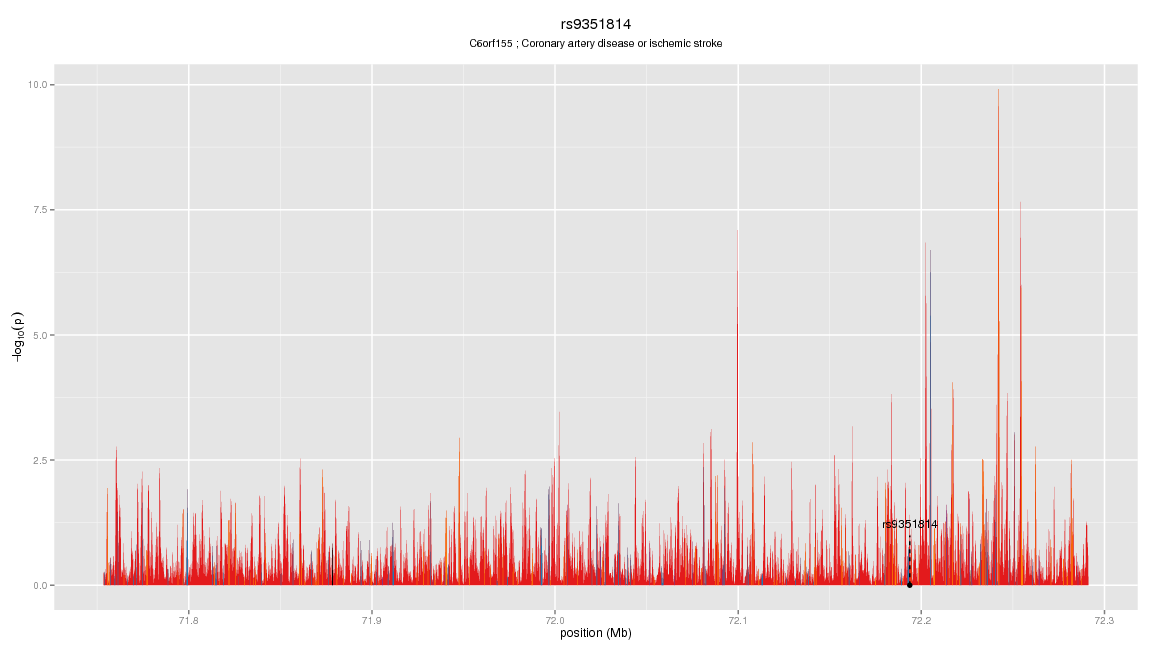 rs9351814
C6orf155 ; Coronary artery disease or ischemic stroke
10.0
7.5
5.0
2.5
0.0
−log10(p)
rs9351814
71.8 71.9 72.0 72.1 72.2 72.3
position (Mb)